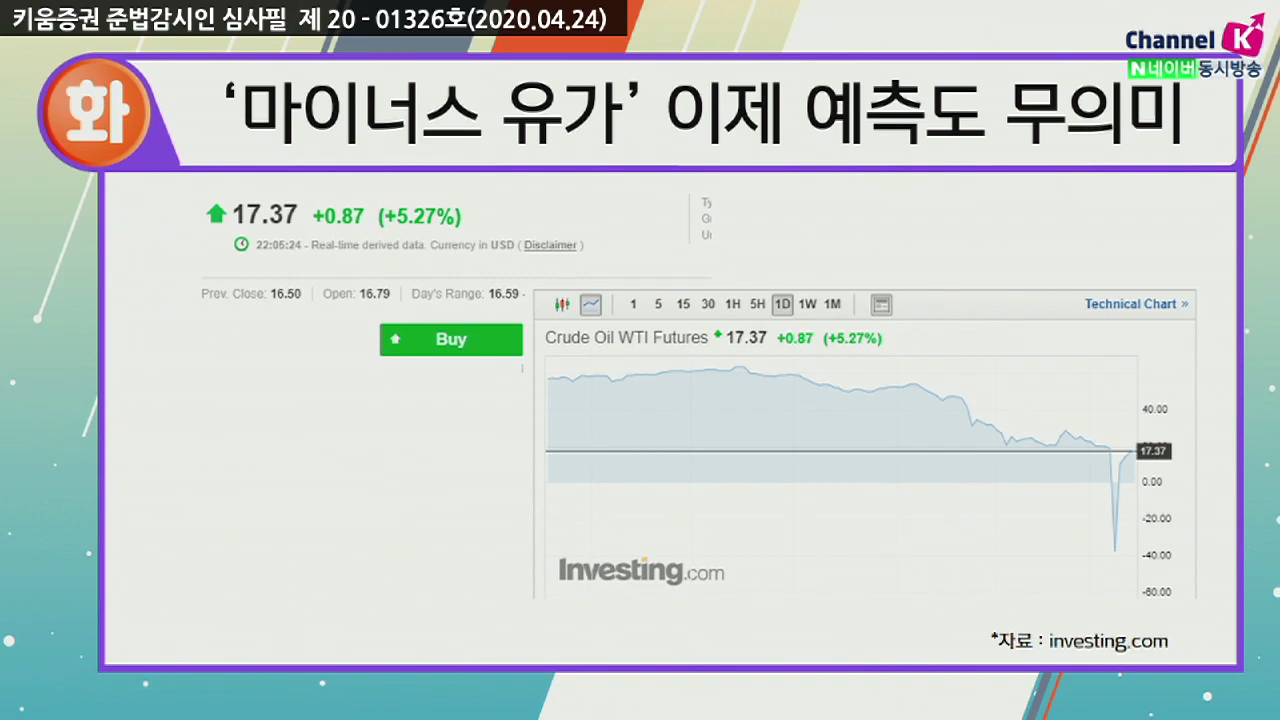 키움증권 준법감시인 심사필 제 20 - 01326호(2020.04.24)
Channel K
N 네이버 동시방송
화
‘마이너스 유가’ 이제 예측도 무의미
17.37 +0.87 (+5.27%)
22:05:24 - Real-time derived data. Currency in USD ( Disclaimer )
Prev. Close: 16.50 Open: 16.79 Day's Range: 16.59 -
Buy
1 5 15 30 1H 5H 1D 1W 1M
Technical Chart »
Crude Oil WTI Futures 17.37 +0.87 (+5.27%)
40.00
17.37
0.00
-20.00
-40.00
-60.00
Investing.com
*자료 : investing.com